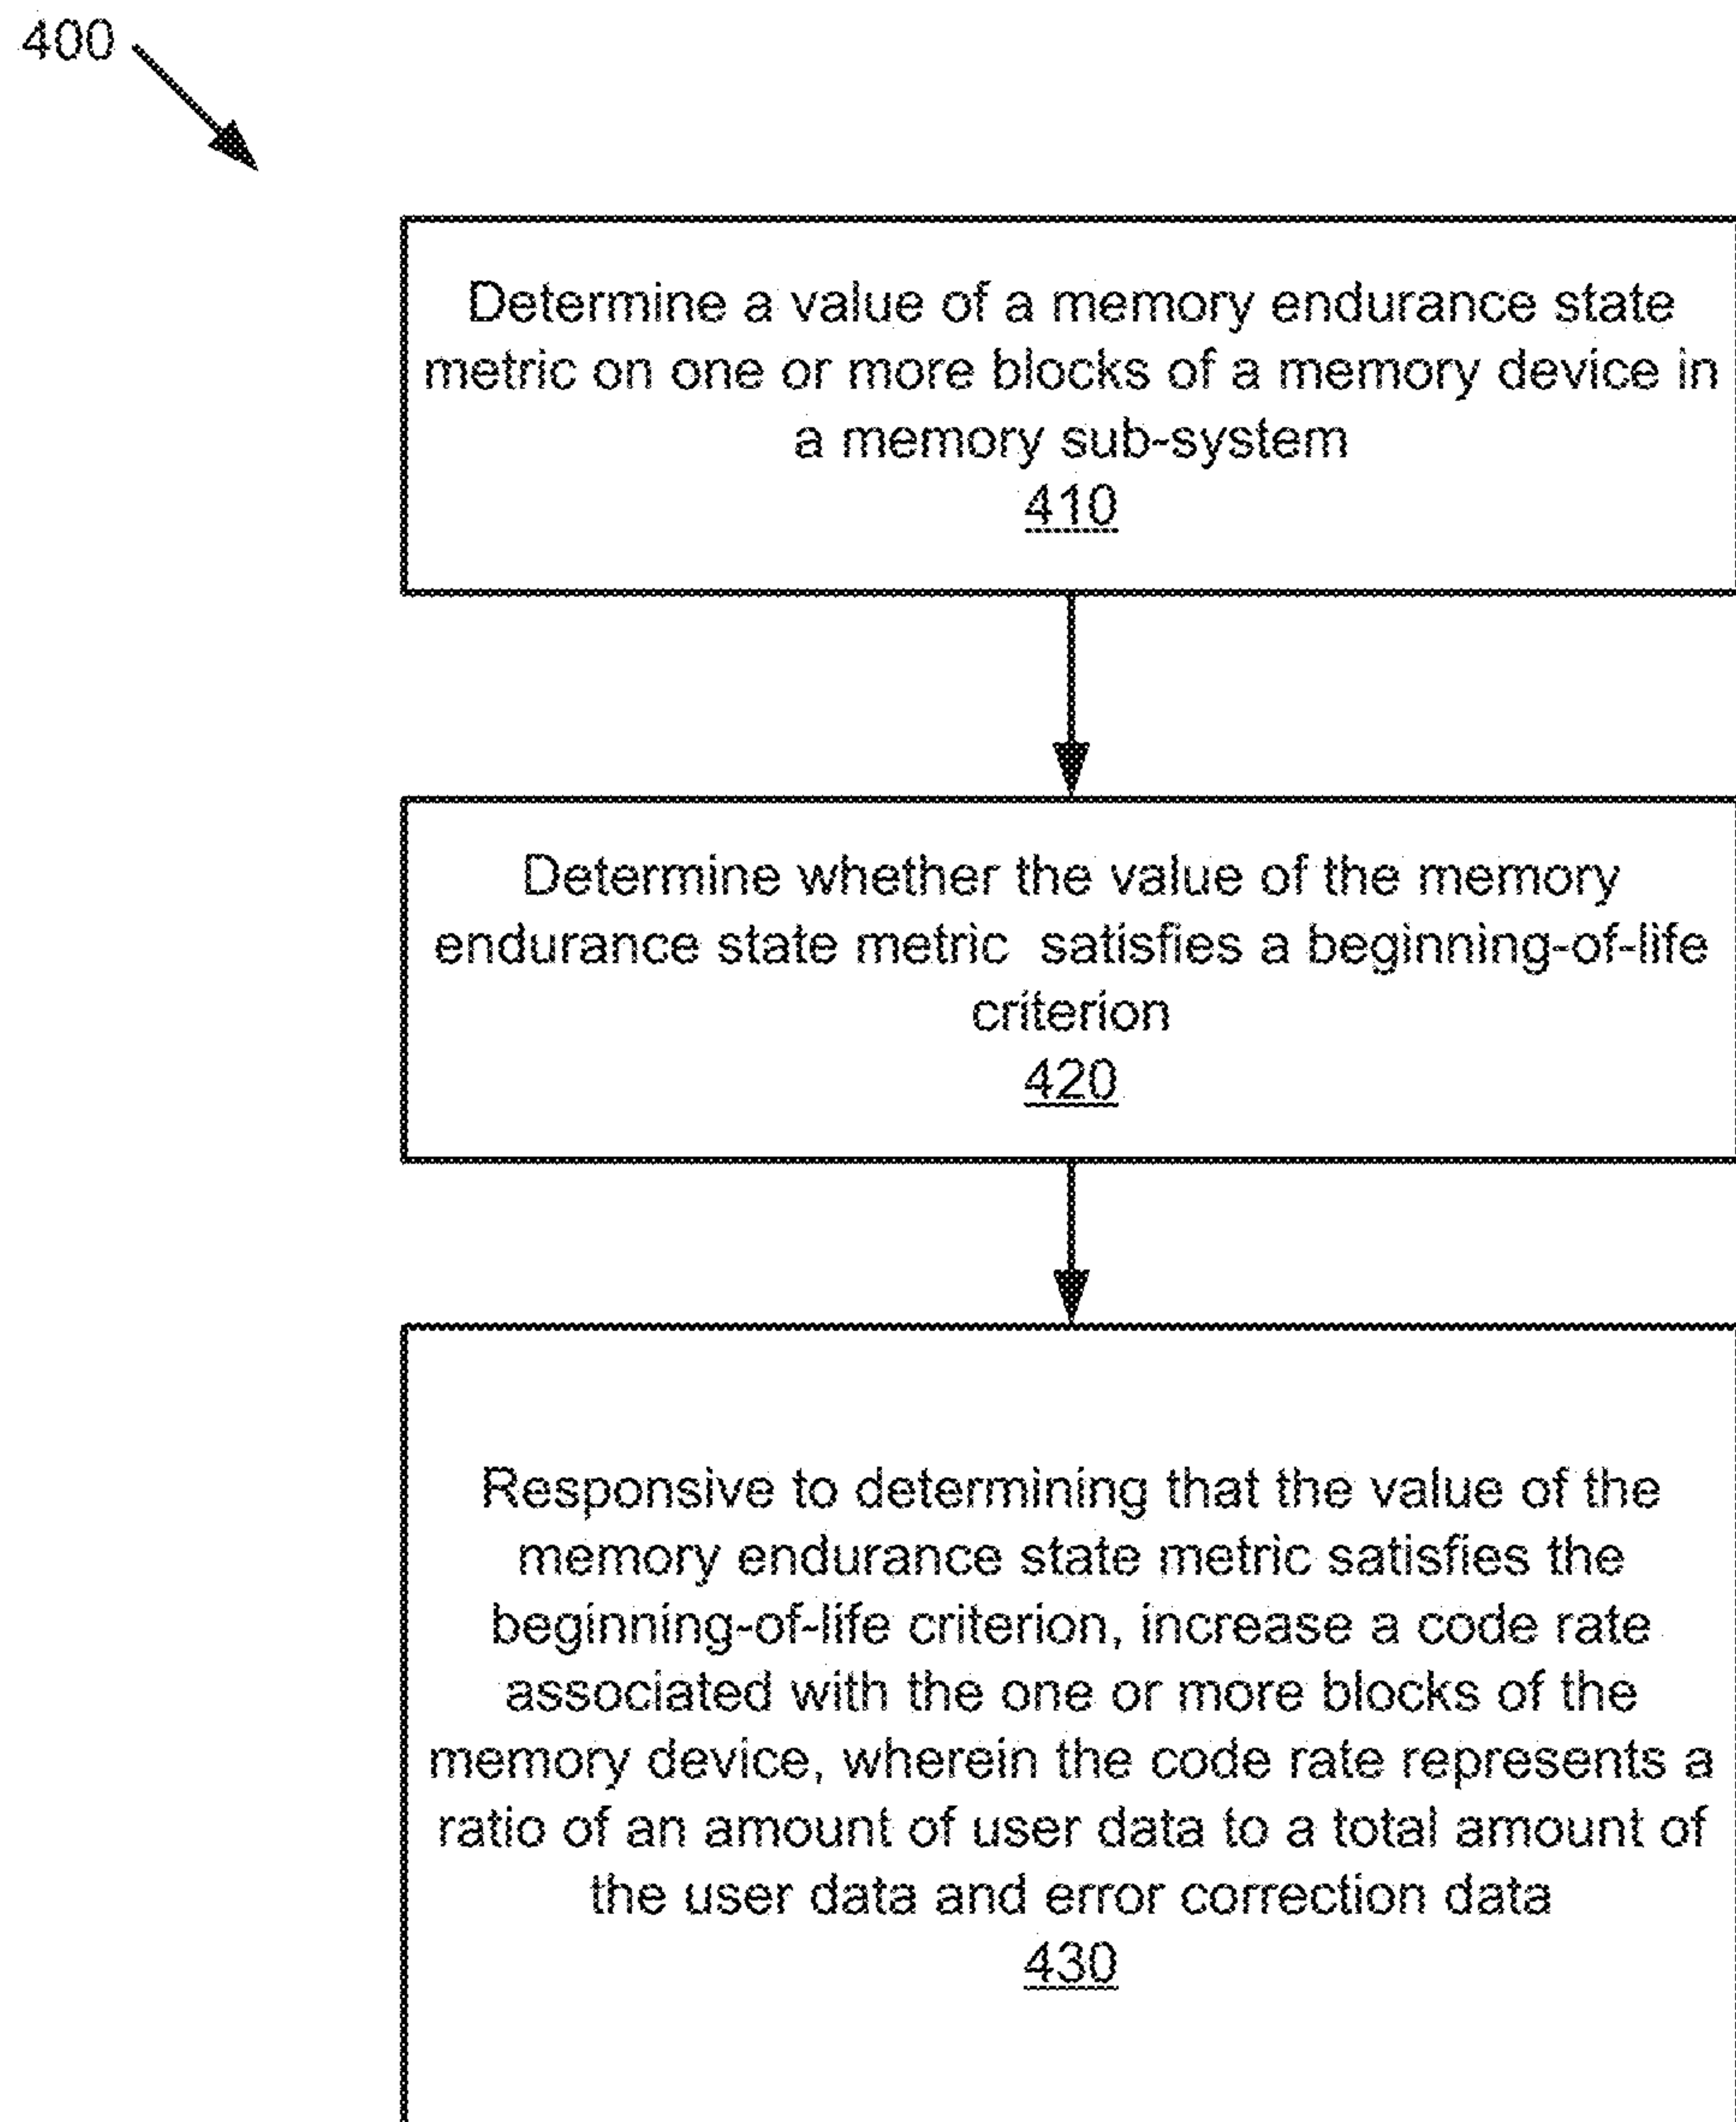 400
Determine a value of a memory endurance state
metric on one or more blocks of a memory device in
a memory sub-system
410
Determine whether the value of the memory
endurance state metric satisfies a beginning-of-life
criterion
420
Responsive to determining that the value of the
memory endurance state metric satisfies the
beginning-of-life criterion, increase a code rate
associated with the one or more blocks of the
memory device, wherein the code rate represents a
ratio of an amount of user data to a total amount of
the user data and error correction data
430